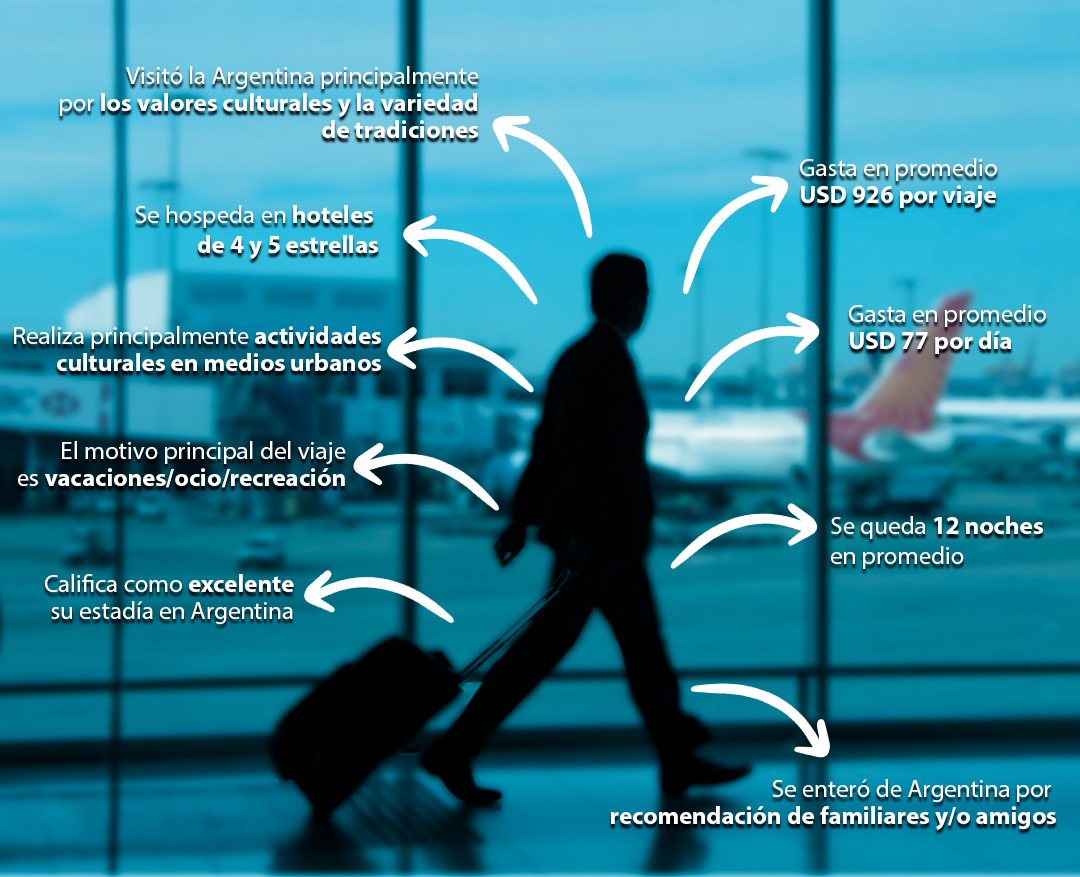 Visitó la Argentina principalmente
por los valores culturales y la variedad
de tradiciones
Se hospeda en hoteles
de 4 y 5 estrellas
Realiza principalmente actividades
culturales en medios urbanos
El motivo principal del viaje
es vacaciones/ocio/recreación
Califica como excelente
su estadía en Argentina
Gasta en promedio
USD 926 por viaje
Gasta en promedio
USD 77 por día
Se queda 12 noches
en promedio
Se enteró de Argentina por
recomendación de familiares y/o amigos